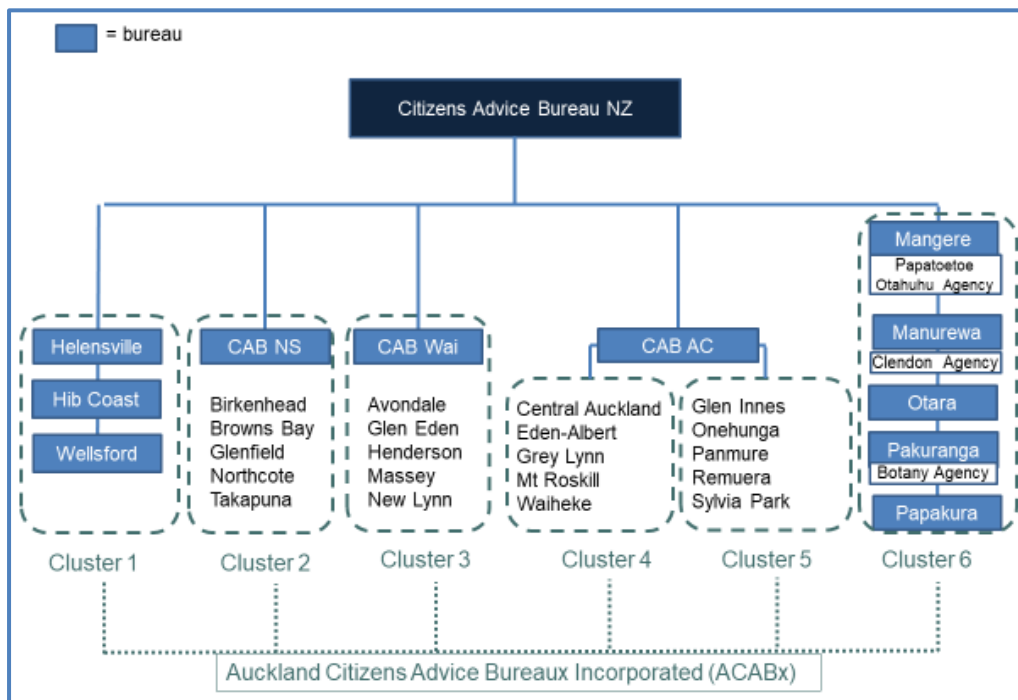 = bureau
Citizens Advice Bureau NZ
Mangere
Papatoetoe
Otahuhu Agency
Manurewa
Clendon Agency
Otara
Pakuranga
Botany Agency
Papakura
Helensville
Hib Coast
Wellsford
CAB NS
Birkenhead
Browns Bay
Glenfield
Northcote
Takapuna
CAB Wai
Avondale
Glen Eden
Henderson
Massey
New Lynn
CAB AC
Central Auckland
Eden-Albert
Grey Lynn
Mt Roskill
Waiheke
Glen Innes
Onehunga
Panmure
Remuera
Sylvia Park
Cluster 1
Cluster 2
Cluster 3
Cluster 4
Cluster 5
Cluster 6
Auckland Citizens Advice Bureaux Incorporated (ACABx)